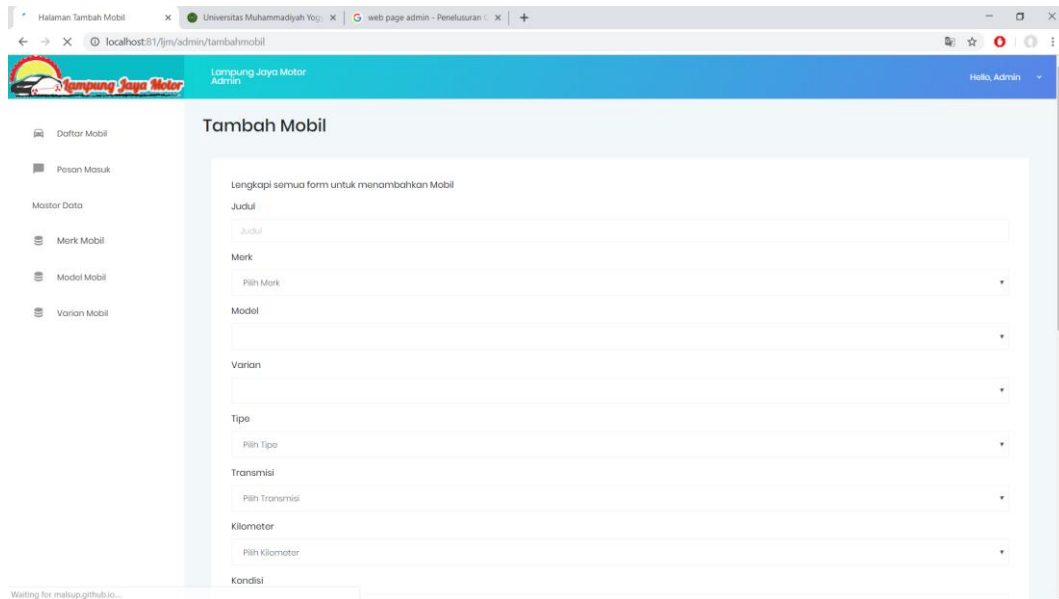 Halaman Tambah Mobil
Universitas Muhammadiyah Yog
web page admin - Penelusuran
localhost:81/ljm/admin/tambahmobil
Lampung Jaya Motor
Lampung Jaya Motor
Admin
Hello, Admin
Daftar Mobil
Pesan Masuk
Master Data
Merk Mobil
Model Mobil
Varian Mobil
Tambah Mobil
Lengkapi semua form untuk menambahkan Mobil
Judul
Judul
Merk
Pilih Merk
Model
Varian
Tipe
Pilih Tipe
Transmisi
Pilih Transmisi
Kilometer
Pilih Kilometer
Kondisi
Waiting for malsup.github.io...